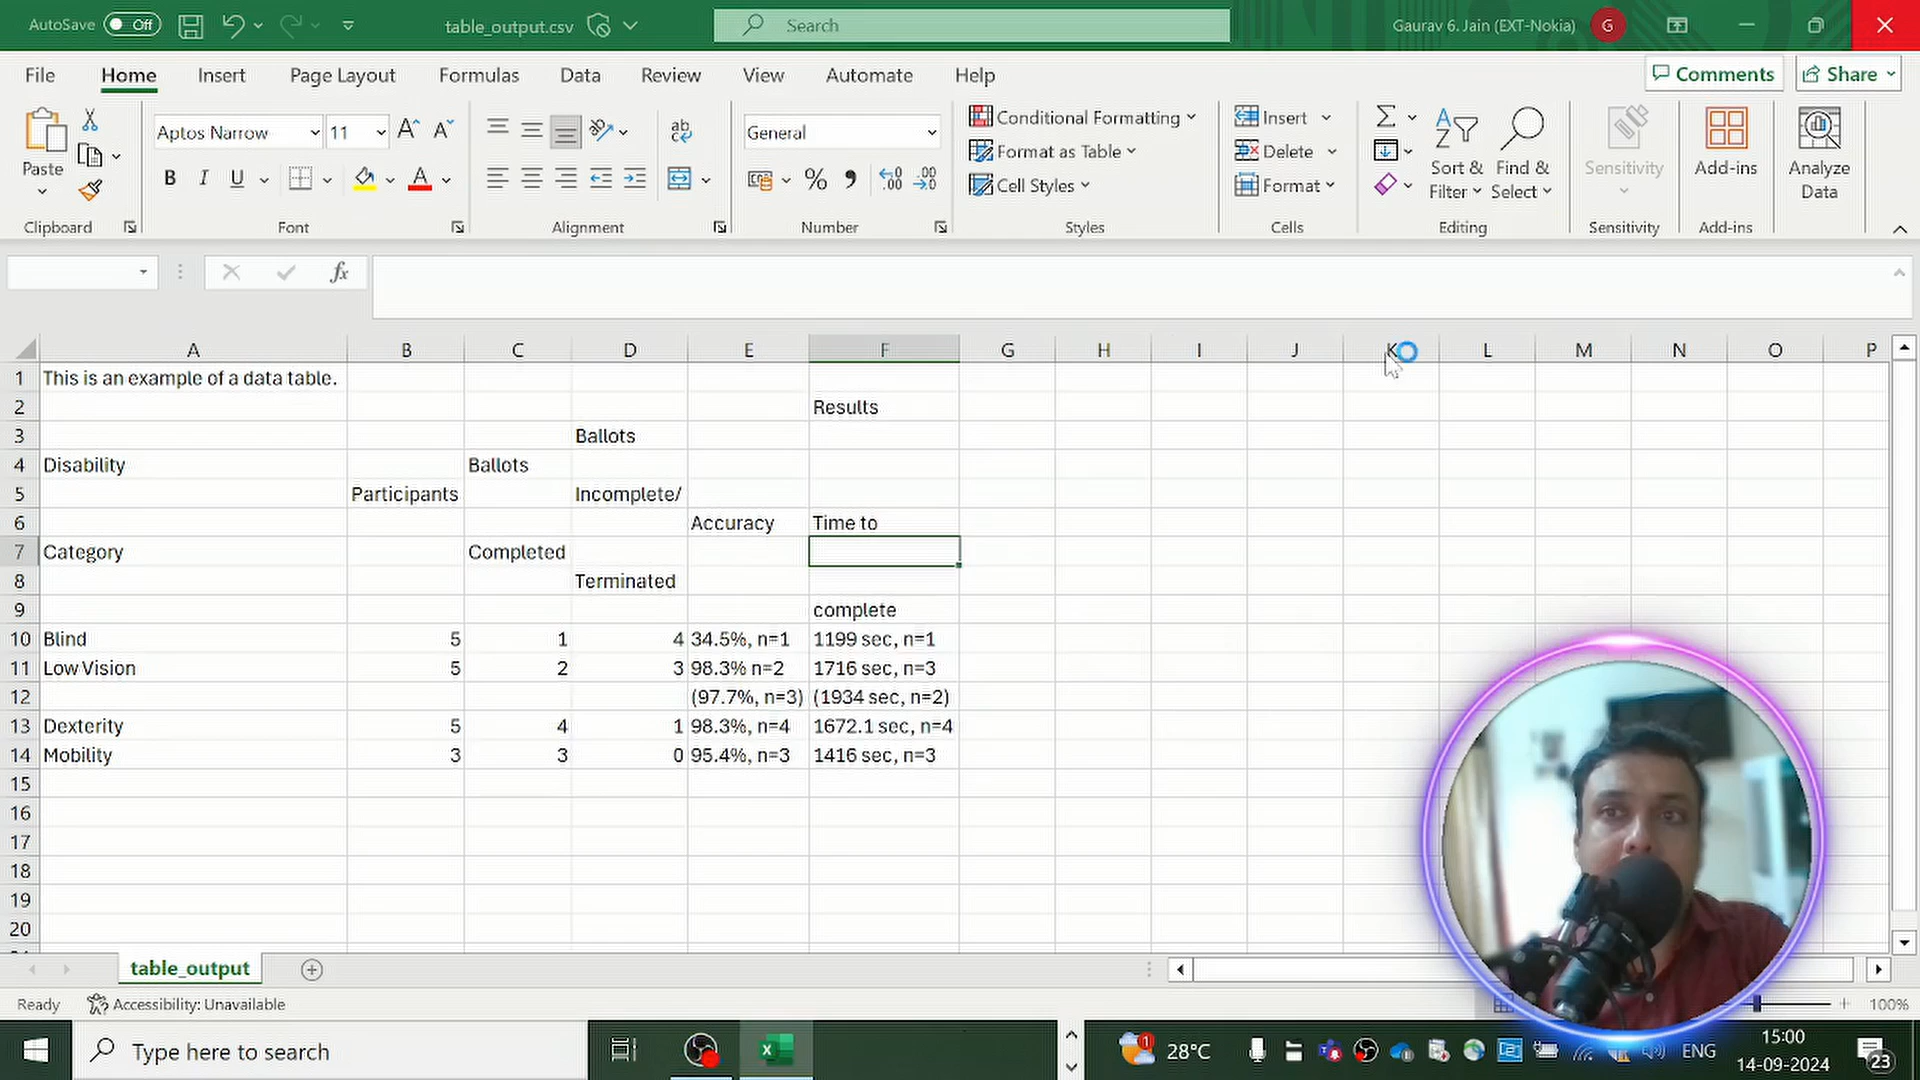 AutoSave Off table_output.csv Search Gaurav 6. Jain (EXT-Nokia) G
File Home Insert Page Layout Formulas Data Review View Automate Help Comments Share
Aptos Narrow 11 General Conditional Formatting Insert
Format as Table Delete
Paste B I U Cell Styles Format Sort & Filter Find & Select Sensitivity Add-ins Analyze Data
Clipboard Font Alignment Number Styles Cells Editing Sensitivity Add-ins
fx
A B C D E F G H I J K L M N O P
1 This is an example of a data table.
2 Results
3 Ballots
4 Disability Ballots
5 Participants Incomplete/
6 Accuracy Time to
7 Category Completed
8 Terminated
9 complete
10 Blind 5 1 4 34.5%, n=1 1199 sec, n=1
11 Low Vision 5 2 3 98.3% n=2 1716 sec, n=3
12 (97.7%, n=3) (1934 sec, n=2)
13 Dexterity 5 4 1 98.3%, n=4 1672.1 sec, n=4
14 Mobility 3 3 0 95.4%, n=3 1416 sec, n=3
15
16
17
18
19
20
table_output
Ready Accessibility: Unavailable 100%
Type here to search 1 28°C ENG 15:00
14-09-2024 23